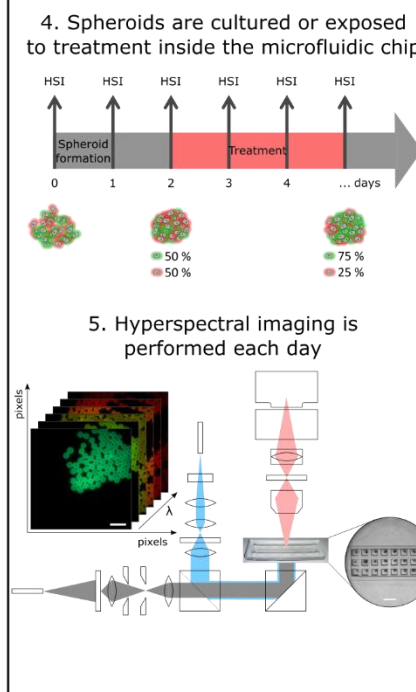 4. Spheroids are cultured or exposed
to treatment inside the microfluidic chip
HSI HSI HSI HSI HSI HSI
Spheroid
formation
Treatment
0 1 2 3 4 ... days
50 % 75 %
50 % 25 %
5. Hyperspectral imaging is
performed each day
pixels
λ
pixels